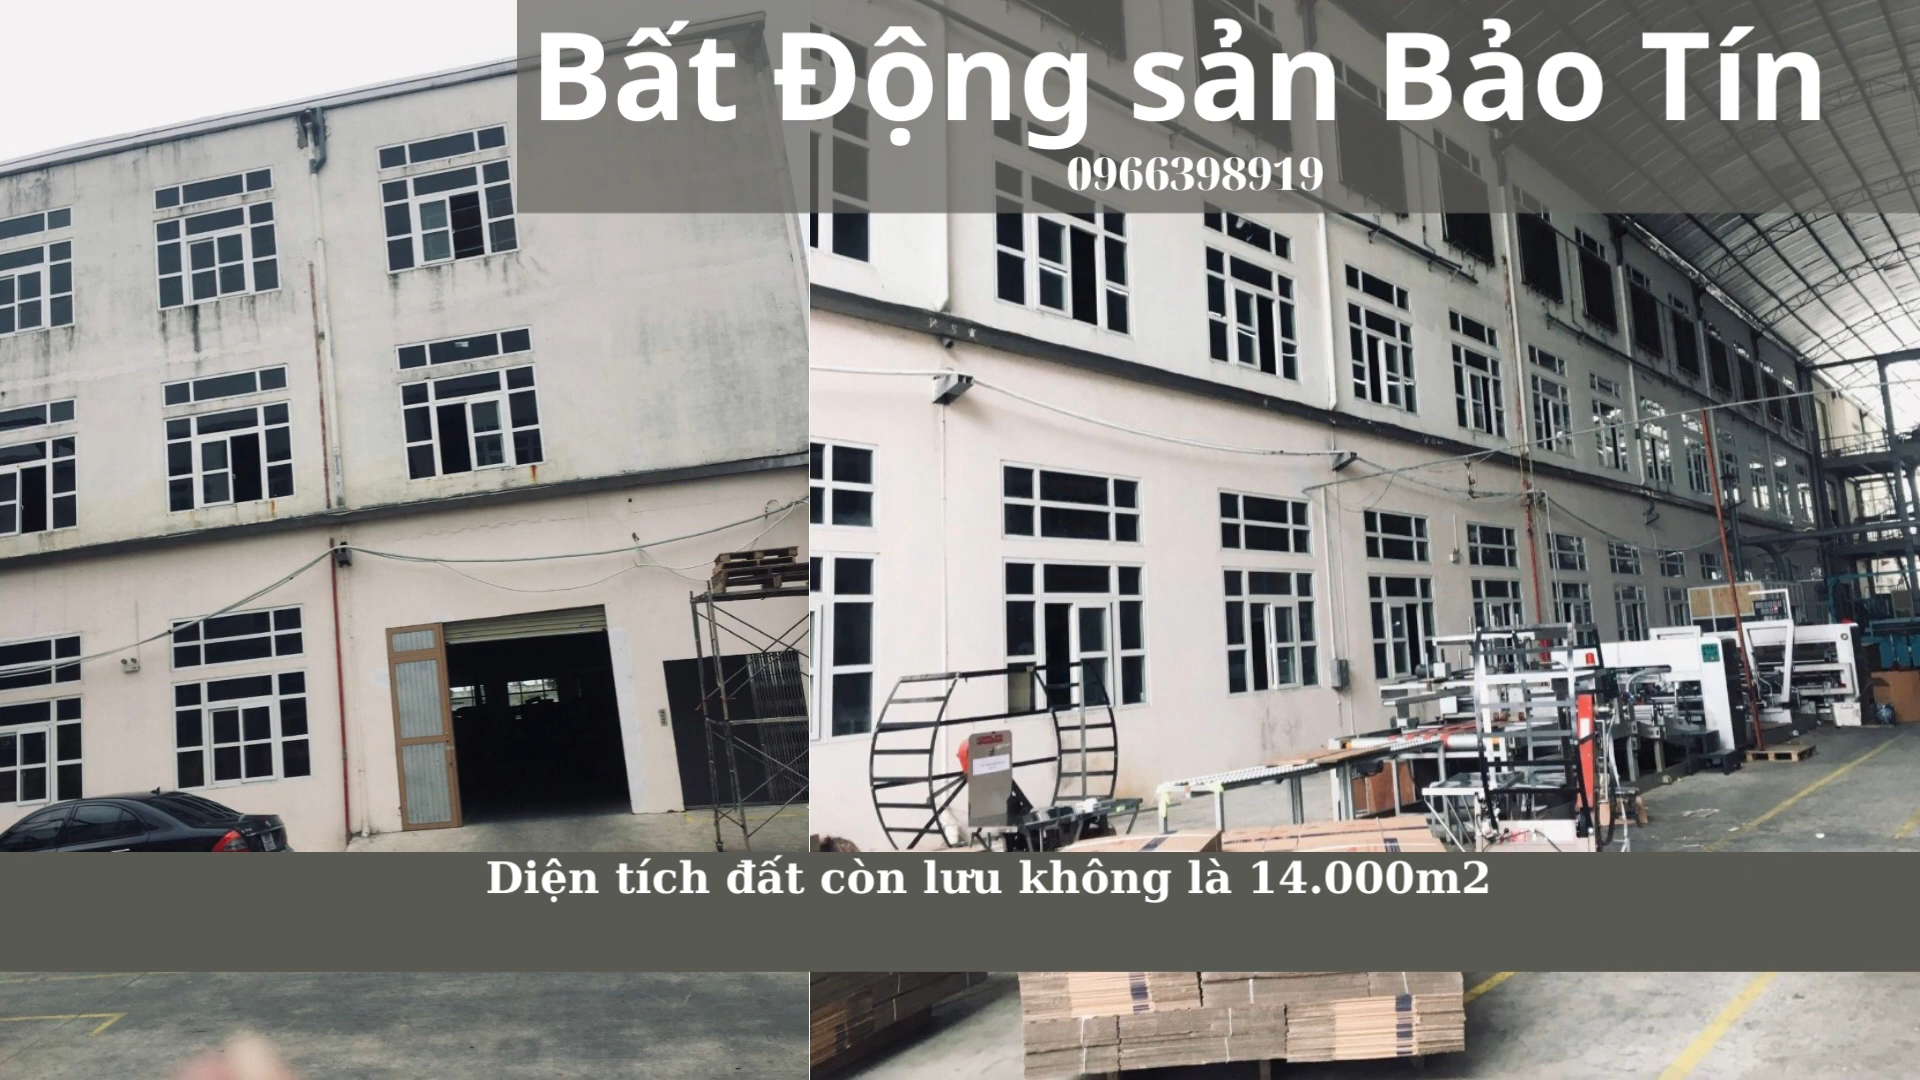 Bất Động sản Bảo Tín
0966398919
Diện tích đất còn lưu không là 14.000m2